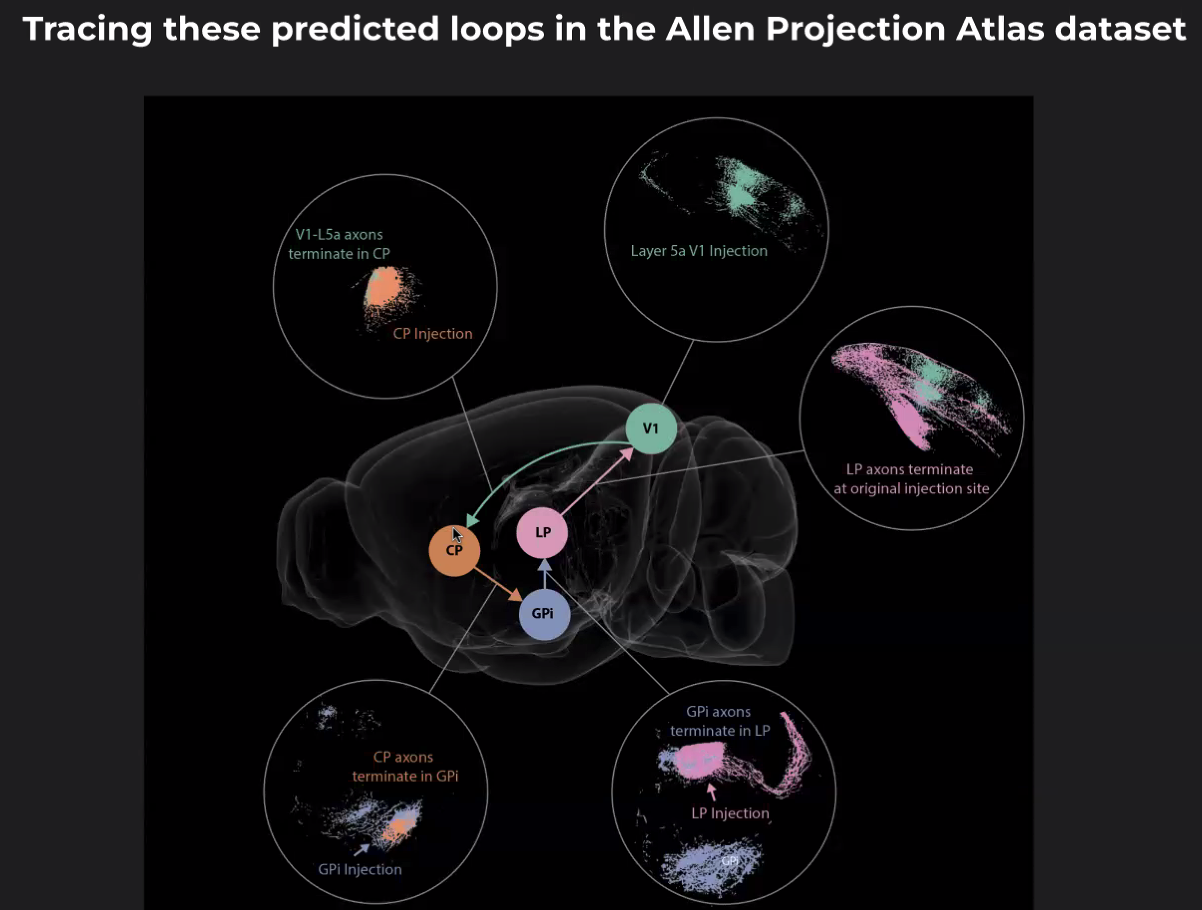 Tracing these predicted loops in the Allen Projection Atlas dataset
V1-L5a axons
terminate in CP
CP Injection
Layer 5a V1 Injection
LP axons terminate
at original injection site
V1
LP
CP
GPi
CP axons
terminate in GPi
GPi Injection
GPi axons
terminate in LP
LP Injection
GPi